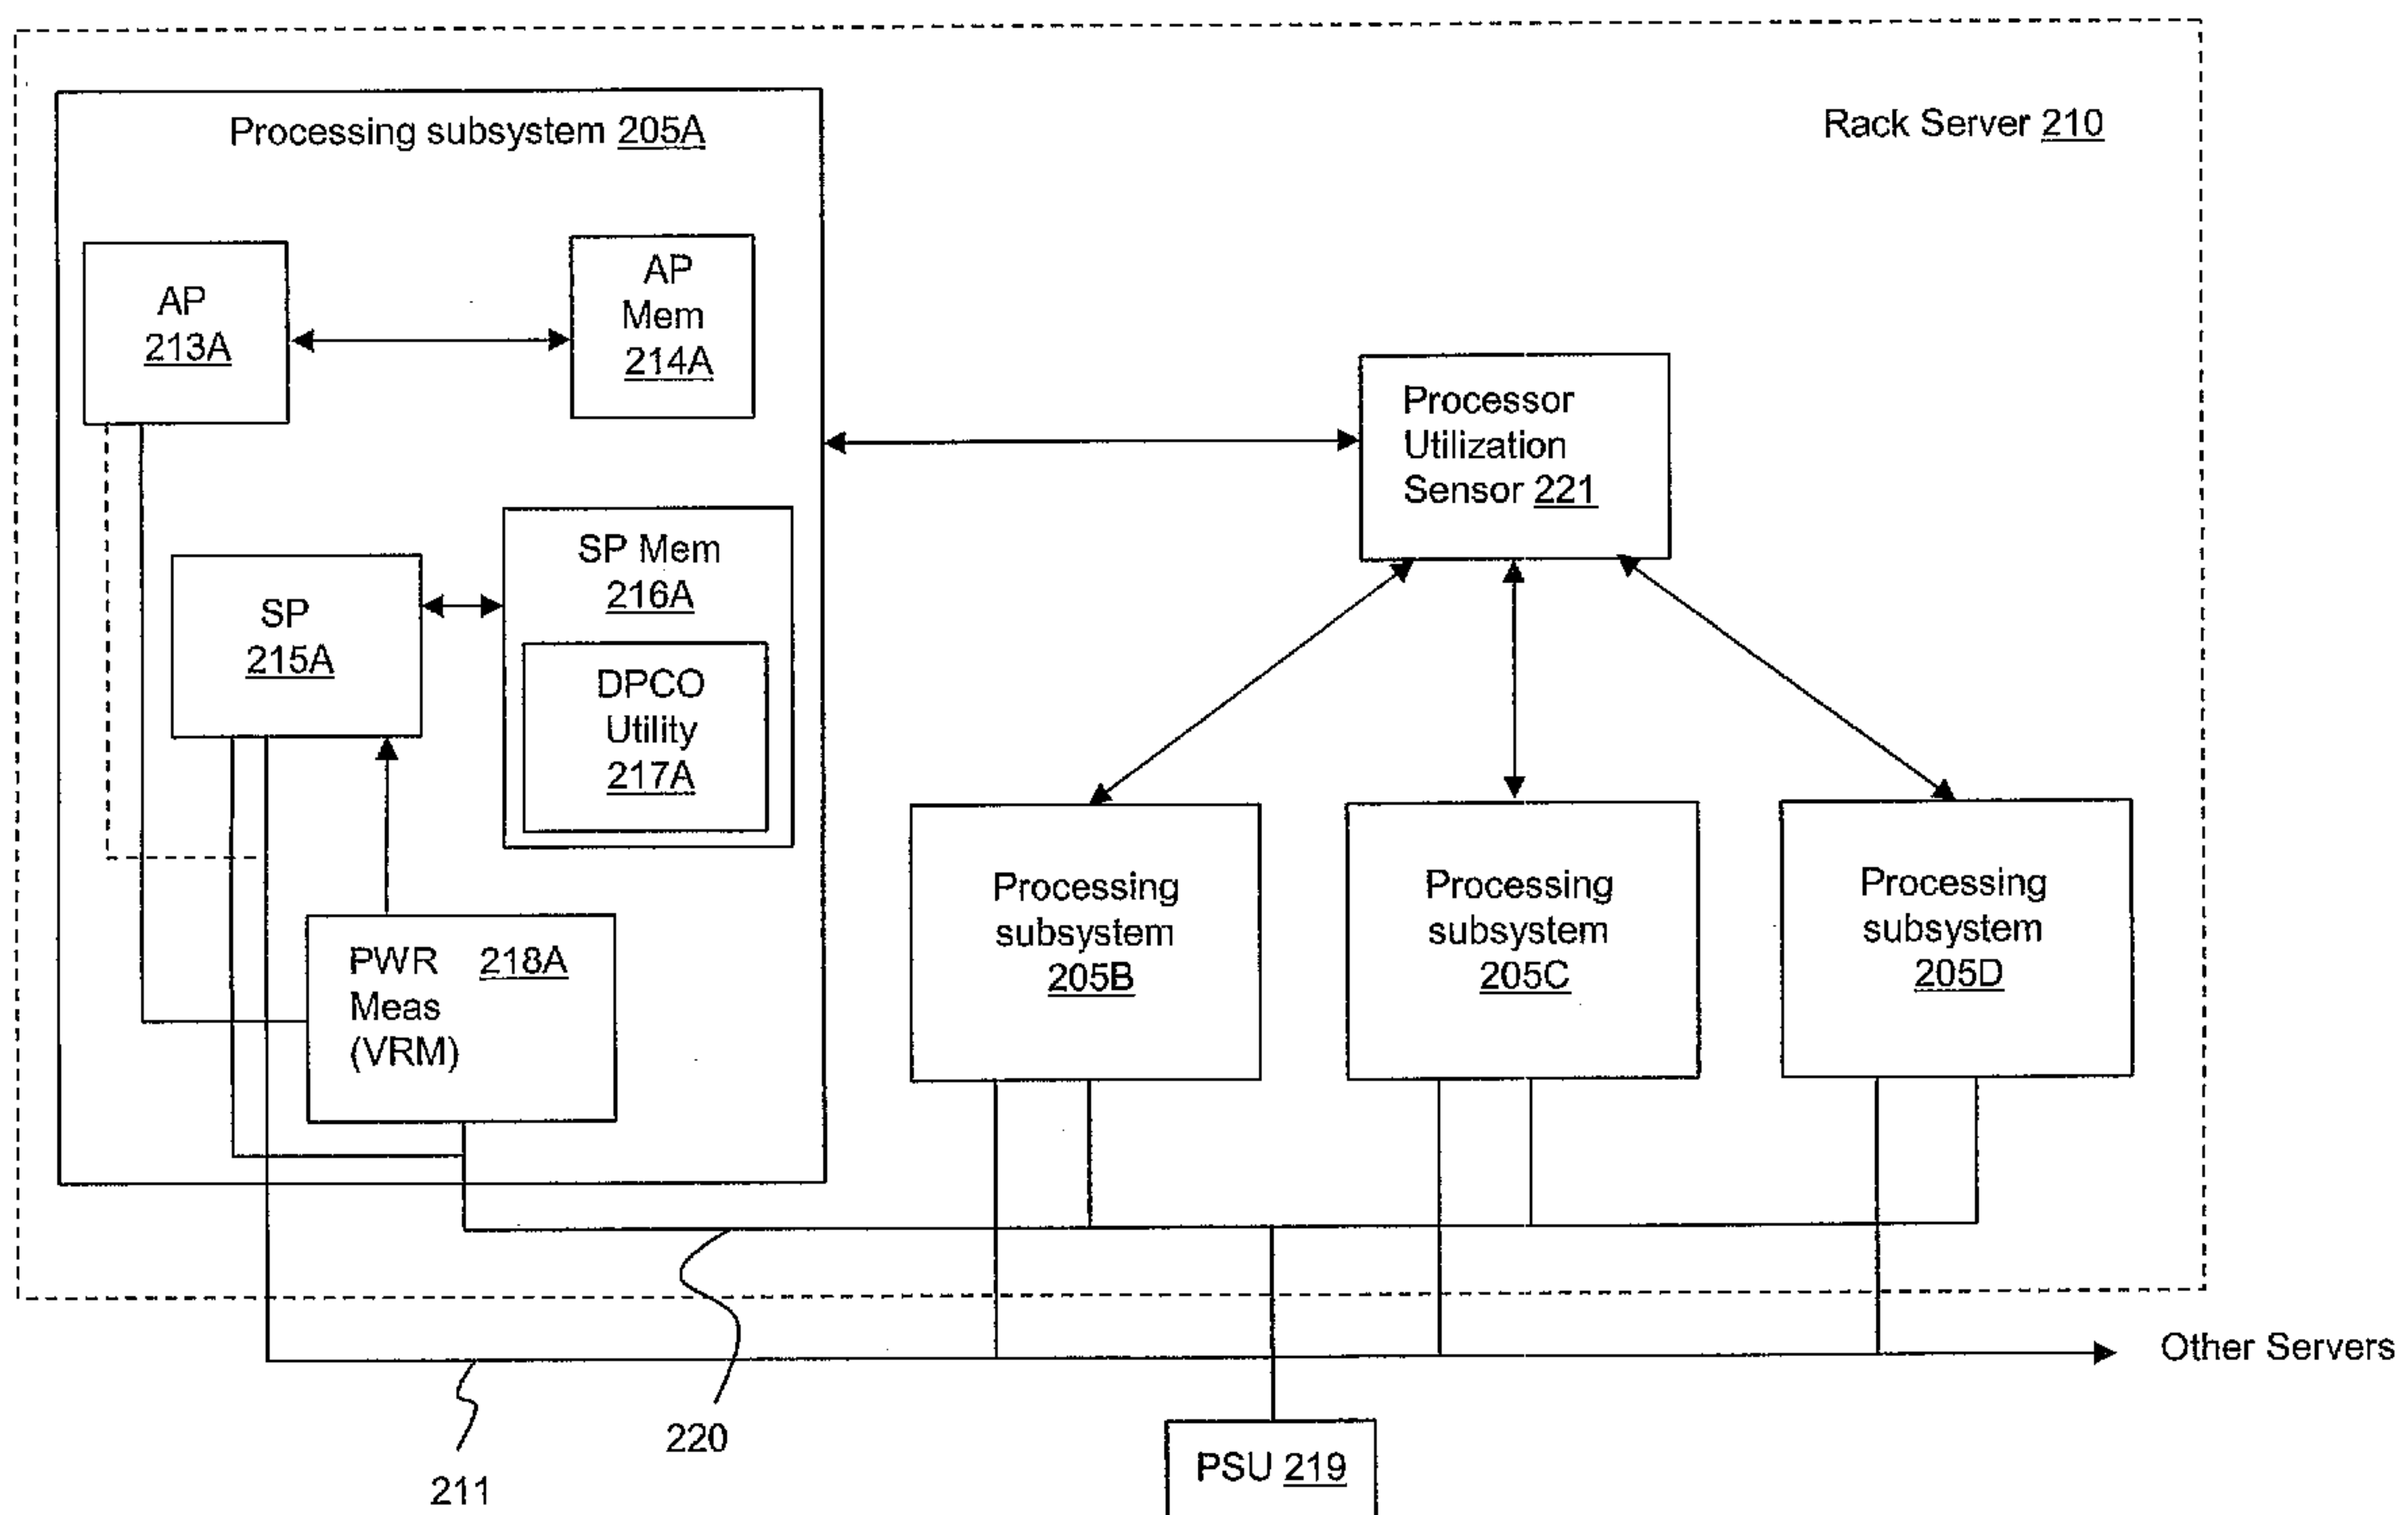 Processing subsystem 205A
Rack Server 210
AP
213A
AP
Mem
214A
Processor
Utilization
Sensor 221
SP
215A
SP Mem
216A
DPCO
Utility
217A
PWR 218A
Meas
(VRM)
Processing
subsystem
205B
Processing
subsystem
205C
Processing
subsystem
205D
Other Servers
220
211
PSU 219